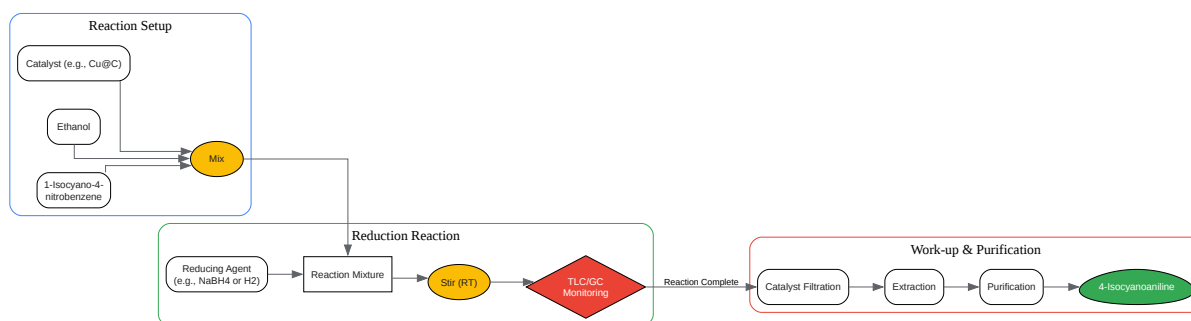 Reaction Setup
Catalyst (e.g., Cu@C)
Ethanol
Mix
1-Isocyano-4-
nitrobenzene
Reduction Reaction
Reducing Agent
(e.g., NaBH4 or H2)
Reaction Mixture
Stir (RT)
TLC/GC
Monitoring
Reaction Complete
Work-up & Purification
Catalyst Filtration
Extraction
Purification
4-Isocyanoaniline